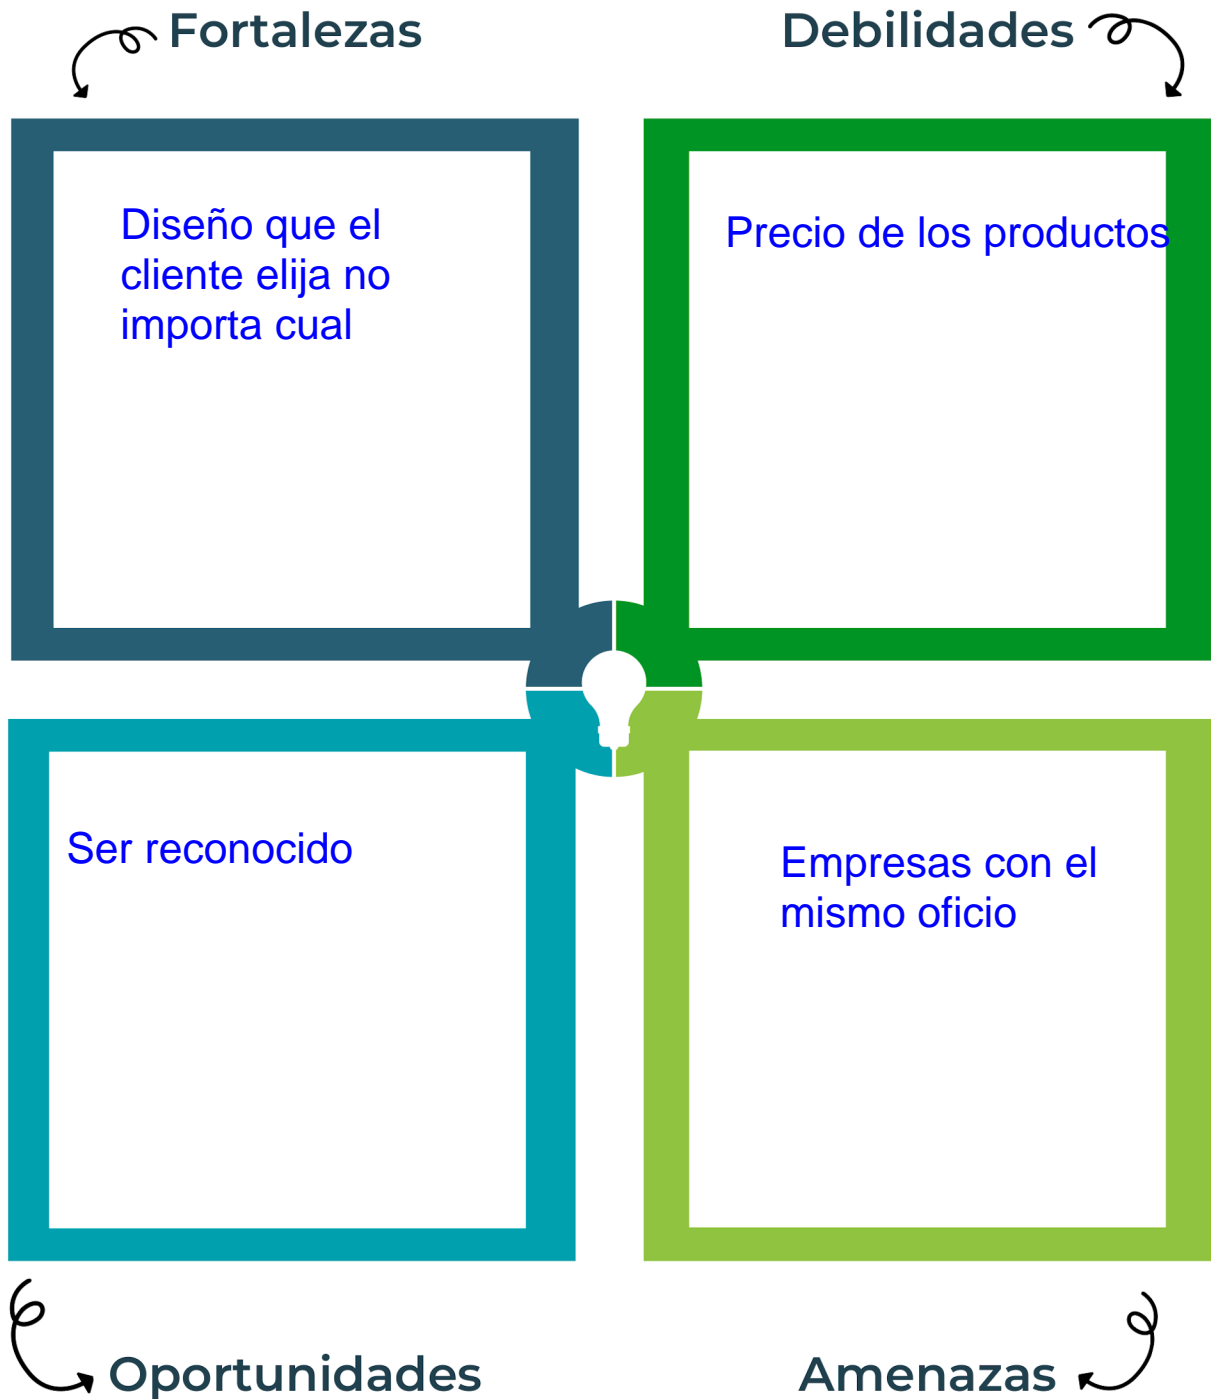 Fortalezas
Debilidades
Diseño que el
cliente elija no
importa cual
Precio de los productos
Ser reconocido
Empresas con el
mismo oficio
Oportunidades
Amenazas